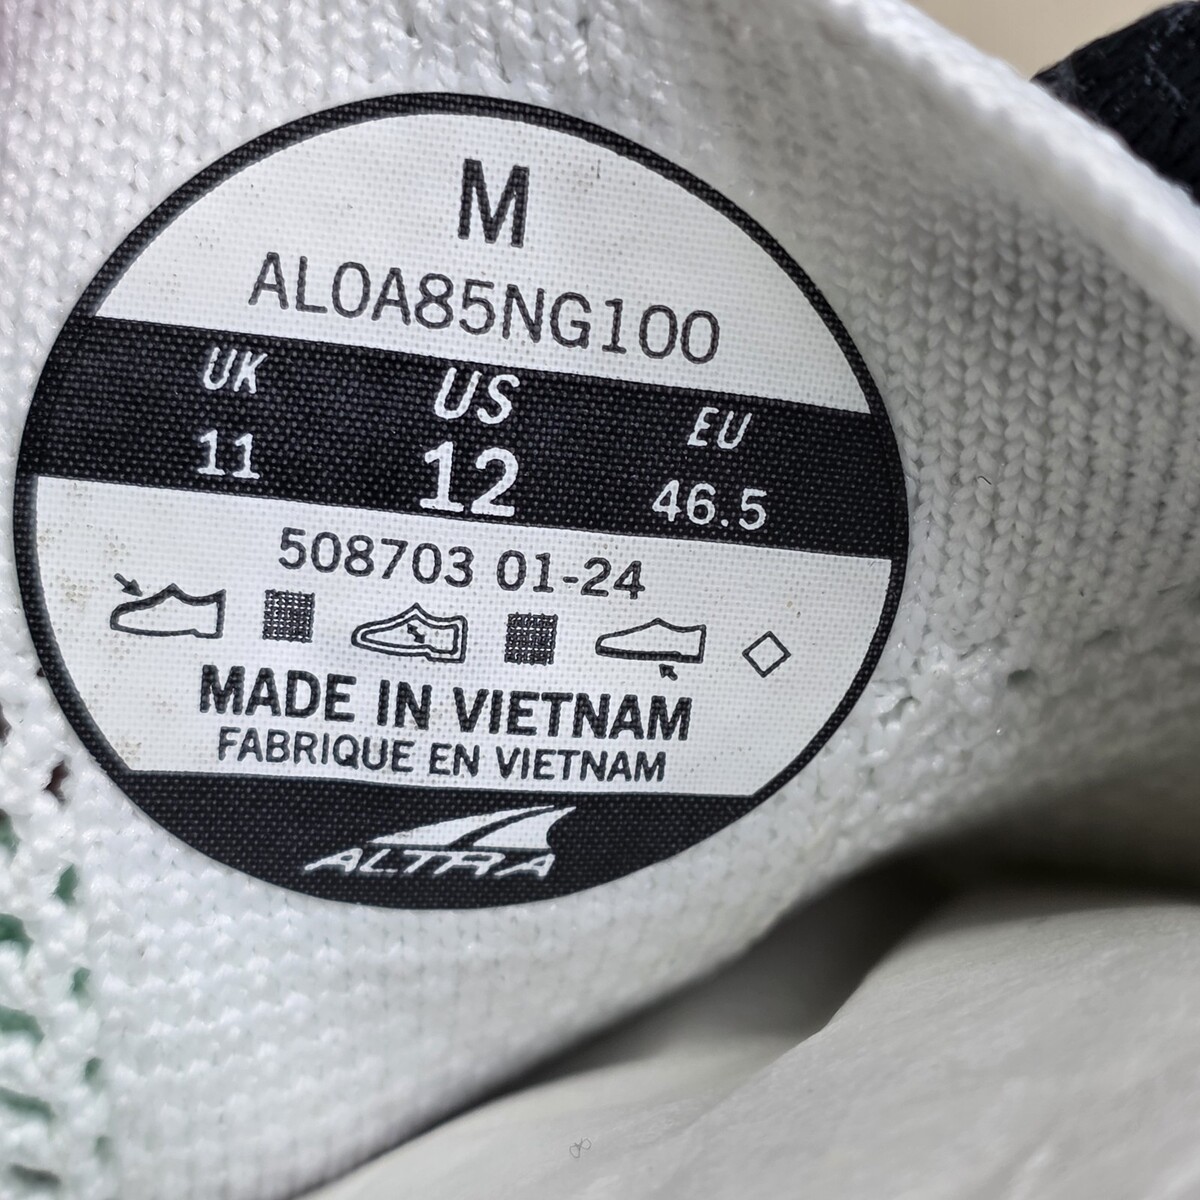 M
AL0A85NG100
UK US EU
11 12 46.5
508703 01-24
MADE IN VIETNAM
FABRIQUE EN VIETNAM
ALTRA